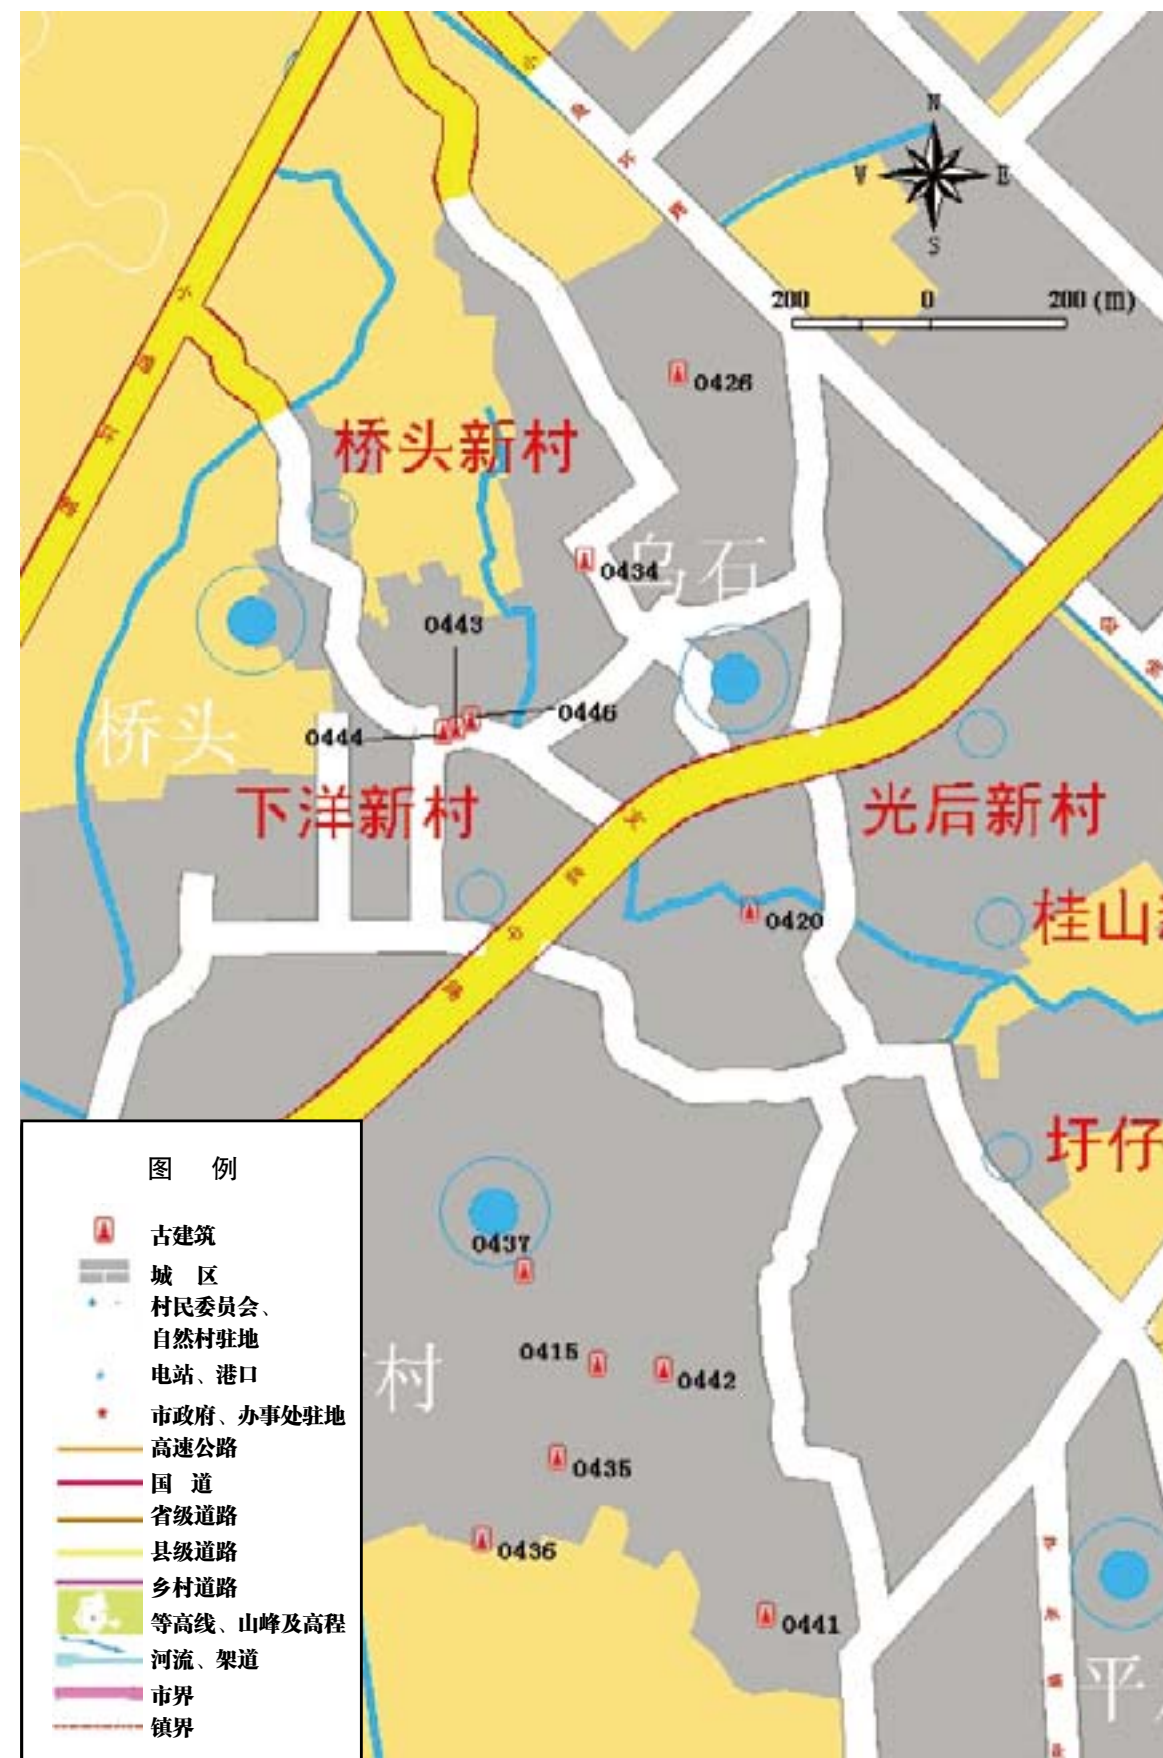 N
W
E
S
200 0 200 (m)
0426
桥头新村
乌石
0434
0443
0446
0444
桥头
下洋新村
光后新村
桂山
0420
圩仔
0437
0415
村
0442
0435
0436
0441
平
图 例
古建筑
城 区
村民委员会、
自然村驻地
电站、港口
市政府、办事处驻地
高速公路
国 道
省级道路
县级道路
乡村道路
等高线、山峰及高程
河流、架道
市界
镇界